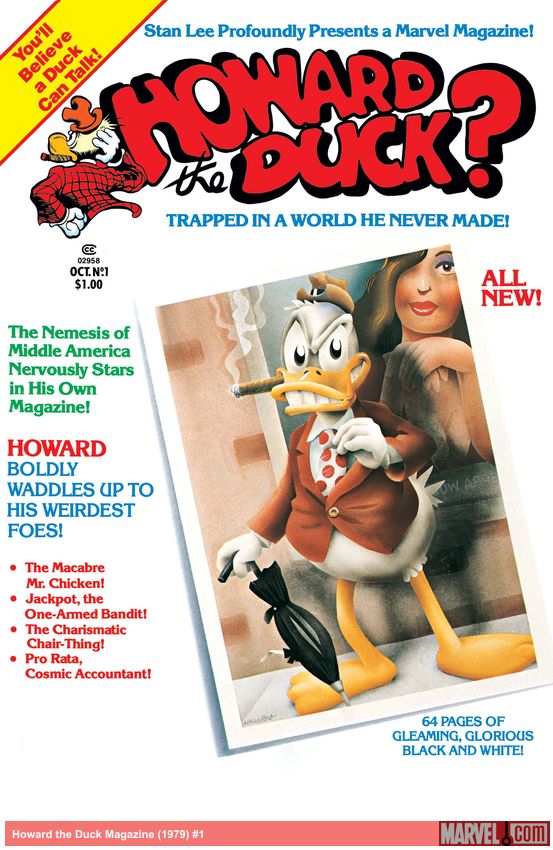 You'll
Believe
a Duck
Can Talk!
Stan Lee Profoundly Presents a Marvel Magazine!
HOWARD
the DUCK?
TRAPPED IN A WORLD HE NEVER MADE!
CC
02958
OCT. Nº1
$1.00
ALL
NEW!
The Nemesis of
Middle America
Nervously Stars
in His Own
Magazine!
HOWARD
BOLDLY
WADDLES UP TO
HIS WEIRDEST
FOES!
• The Macabre
Mr. Chicken!
• Jackpot, the
One-Armed Bandit!
• The Charismatic
Chair-Thing!
• Pro Rata,
Cosmic Accountant!
64 PAGES OF
GLEAMING, GLORIOUS
BLACK AND WHITE!
Howard the Duck Magazine (1979) #1
MARVEL.com